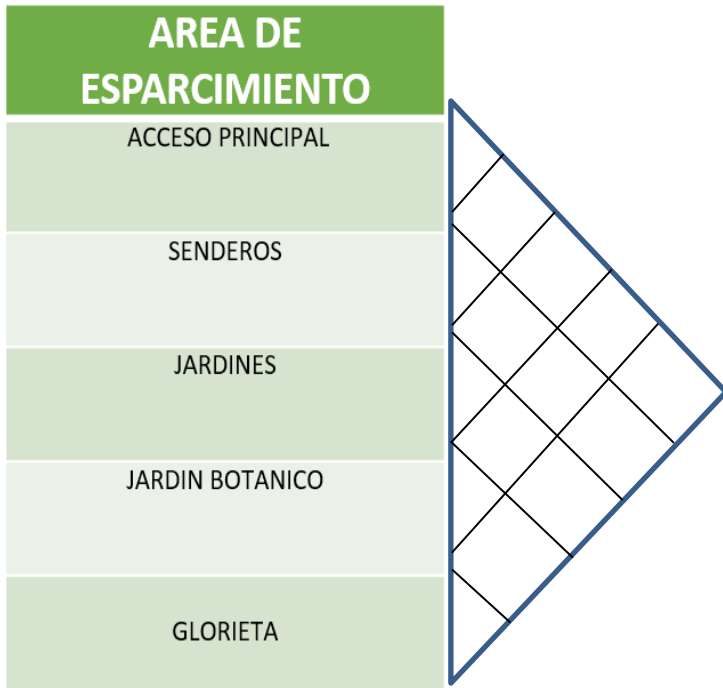 AREA DE
ESPARCIMIENTO
ACCESO PRINCIPAL
SENDEROS
JARDINES
JARDIN BOTANICO
GLORIETA